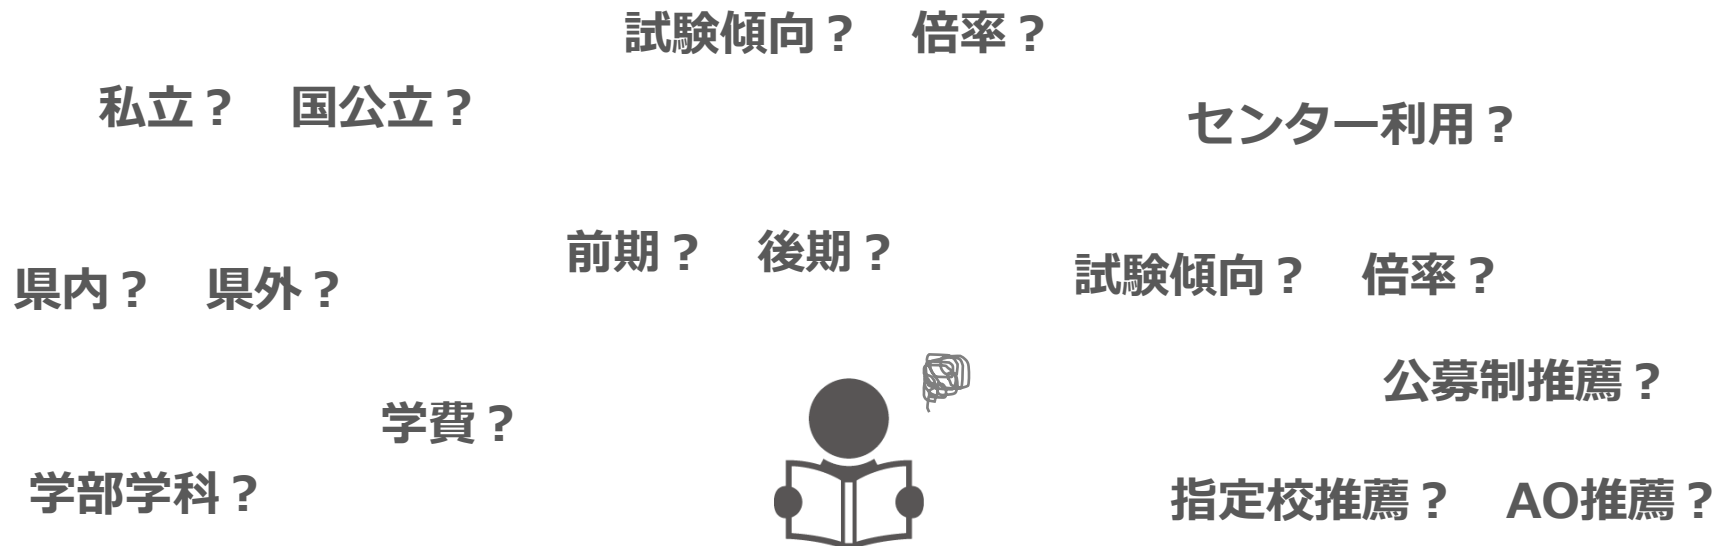 試験傾向？　倍率？
私立？　国公立？
センター利用？
前期？　後期？
県内？　県外？
試験傾向？　倍率？
公募制推薦？
学費？
学部学科？
指定校推薦？　AO推薦？